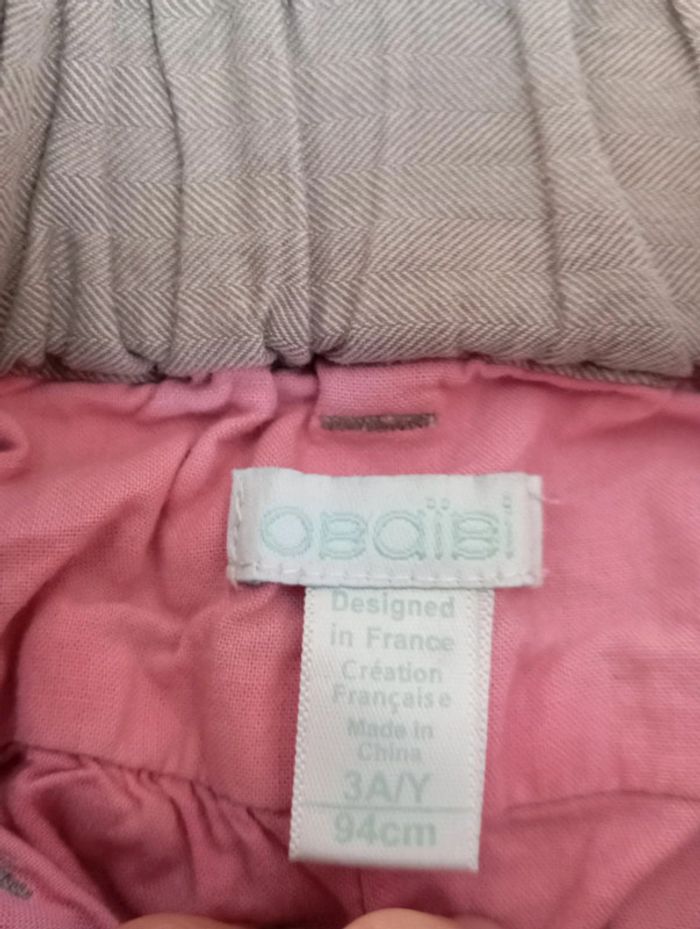 obaïbi
Designed
in France
Création
Française
Made in
China
3A/Y
94cm